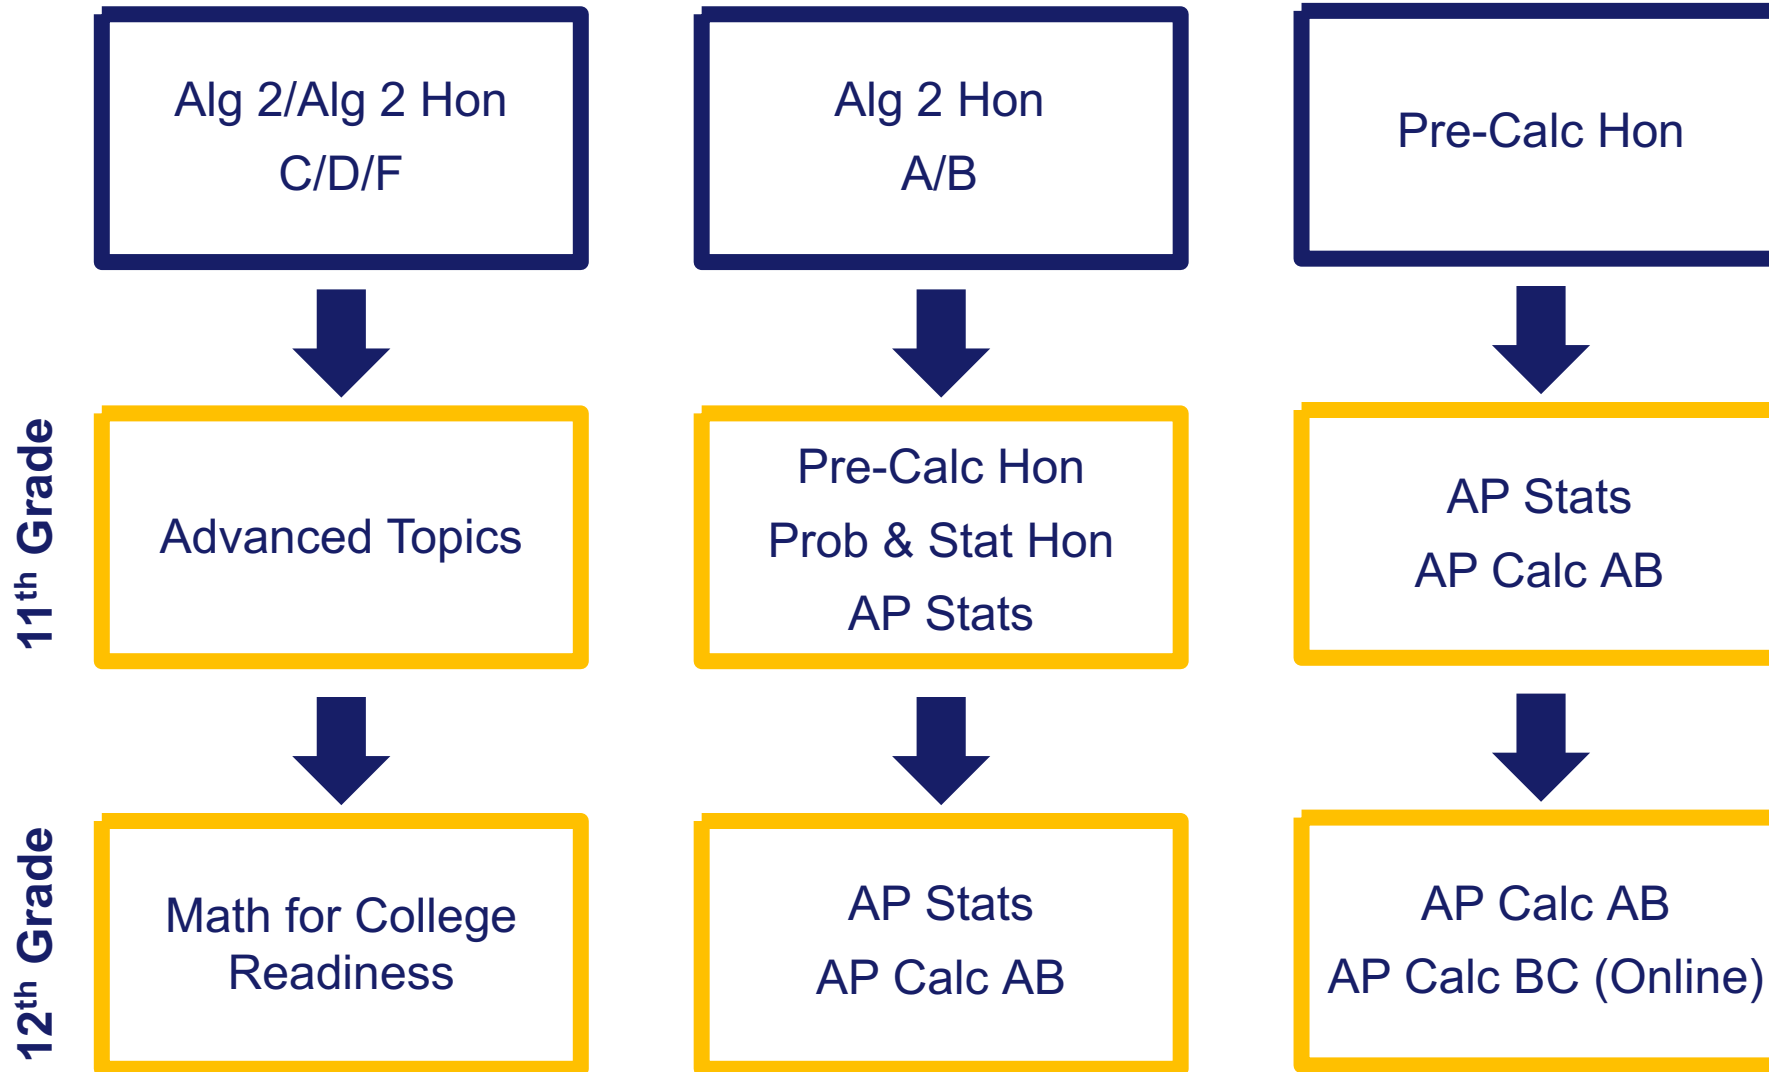 Alg 2/Alg 2 Hon
C/D/F
Alg 2 Hon
A/B
Pre-Calc Hon
11th Grade
Advanced Topics
Pre-Calc Hon
Prob & Stat Hon
AP Stats
AP Stats
AP Calc AB
12th Grade
Math for College
Readiness
AP Stats
AP Calc AB
AP Calc AB
AP Calc BC (Online)